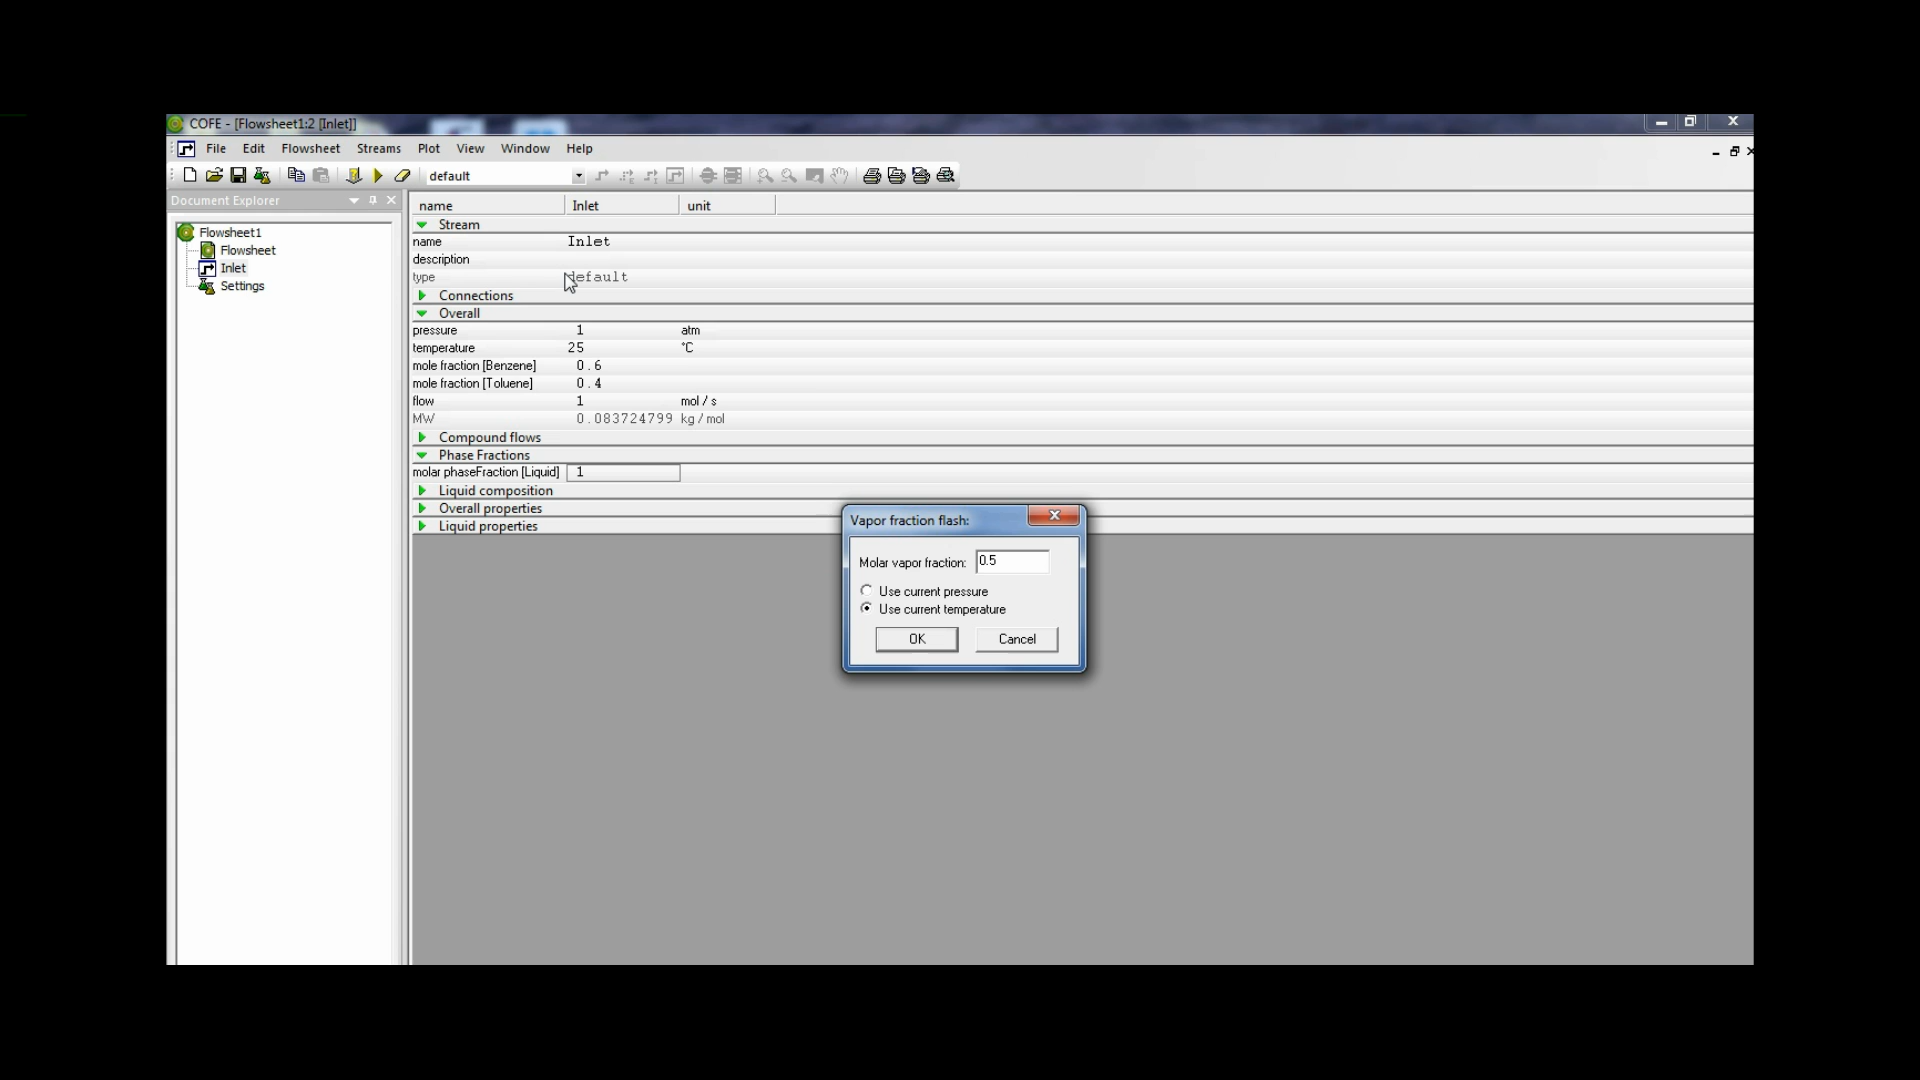 COFE - [Flowsheet1:2 [Inlet]]
File Edit Flowsheet Streams Plot View Window Help
default
Document Explorer
Flowsheet1
Flowsheet
Inlet
Settings
name Inlet unit
Stream
name Inlet
description
type default
Connections
Overall
pressure 1 atm
temperature 25 °C
mole fraction [Benzene] 0.6
mole fraction [Toluene] 0.4
flow 1 mol / s
MW 0.083724799 kg / mol
Compound flows
Phase Fractions
molar phaseFraction [Liquid] 1
Liquid composition
Overall properties
Liquid properties
Vapor fraction flash:
Molar vapor fraction: 0.5
Use current pressure
Use current temperature
OK Cancel